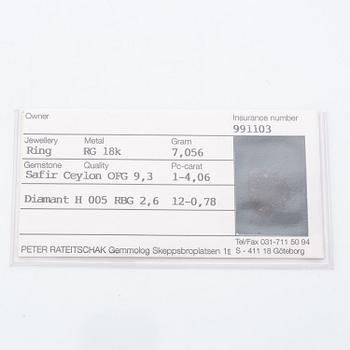 Owner Insurance number
991103
Jewellery Metal Gram
Ring RG 18k 7,056
Gemstone Quality Pc-carat
Safir Ceylon OFG 9,3 1-4,06
Diamant H 005 RBG 2,6 12-0,78
Tel/Fax 031-711 50 94
PETER RATEITSCHAK Gemmolog Skeppsbroplatsen 1 S - 411 18 Göteborg